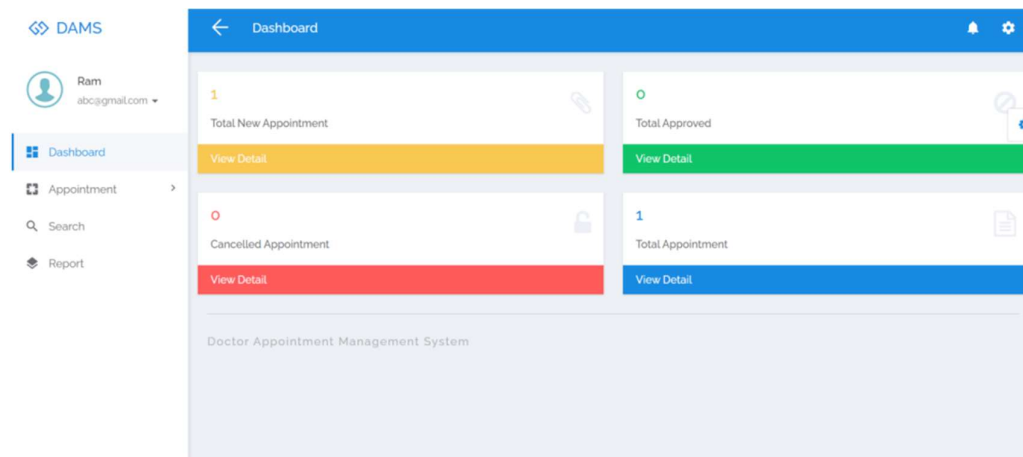 DAMS
Dashboard
Ram
abc@gmail.com
Dashboard
Appointment
Search
Report
1
Total New Appointment
View Detail
0
Total Approved
View Detail
0
Cancelled Appointment
View Detail
1
Total Appointment
View Detail
Doctor Appointment Management System